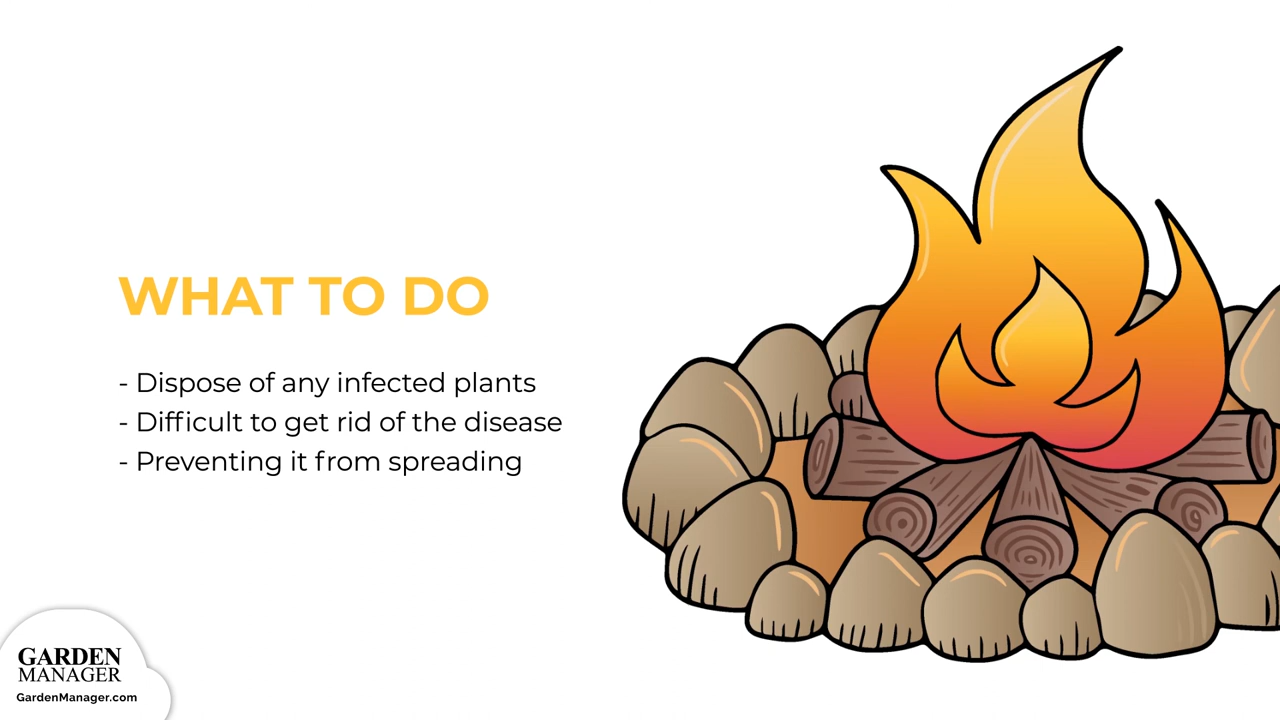 WHAT TO DO
- Dispose of any infected plants
- Difficult to get rid of the disease
- Preventing it from spreading
GARDEN
MANAGER
GardenManager.com